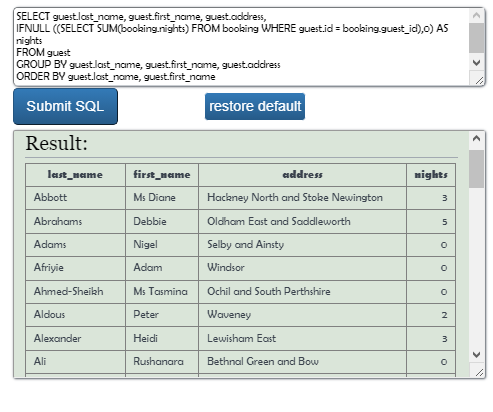 SELECT guest.last_name, guest.first_name, guest.address,
IFNULL ((SELECT SUM(booking.nights) FROM booking WHERE guest.id = booking.guest_id),0) AS
nights
FROM guest
GROUP BY guest.last_name, guest.first_name, guest.address
ORDER BY guest.last_name, guest.first_name
Submit SQL restore default
Result:
last_name first_name address nights
Abbott Ms Diane Hackney North and Stoke Newington 3
Abrahams Debbie Oldham East and Saddleworth 5
Adams Nigel Selby and Ainsty 0
Afriyie Adam Windsor 0
Ahmed-Sheikh Ms Tasmina Ochil and South Perthshire 0
Aldous Peter Waveney 2
Alexander Heidi Lewisham East 3
Ali Rushanara Bethnal Green and Bow 0